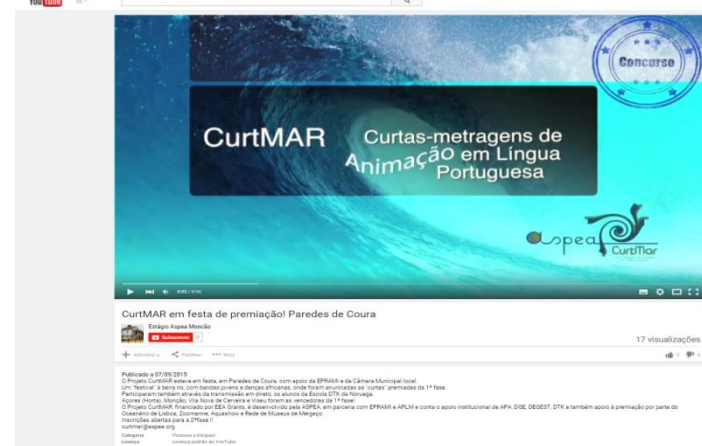 You Tube
Concurso
CurtMAR
Curtas-metragens de
Animação em Língua
Portuguesa
aspea
CurtMar
CurtMAR em festa de premiação! Paredes de Coura
Estágio Aspea Monção
Subscrever
17 visualizações
Adicionar a Partilhar Mais
Publicado a 07/09/2015
O Projeto CurtMAR esteve em festa, em Paredes de Coura, com apoio da EPRAMI e da Câmara Municipal local.
Um "festival" à beira rio, com bandas jovens e danças africanas, onde foram anunciadas as "curtas" premiadas da 1ª fase.
Participaram também através da transmissão em direto, os alunos da Escola DTK da Noruega.
Açores (Horta), Monção, Vila Nova de Cerveira e Viseu foram as vencedoras da 1ª fase!
O Projeto CurtMAR, financiado por EEA Grants, é desenvolvido pela ASPEA, em parceria com EPRAMI e APLM e conta o apoio institucional de APA, DGE, DEGEST, DTK e também apoio à premiação por parte do
Oceanário de Lisboa, Zoomarine, Aquashow e Rede de Museus de Melgaço.
Inscrições abertas para a 2ªfase !!
curtmar@aspea.org
Categoria Pessoas e blogues
Licença Licença padrão do YouTube